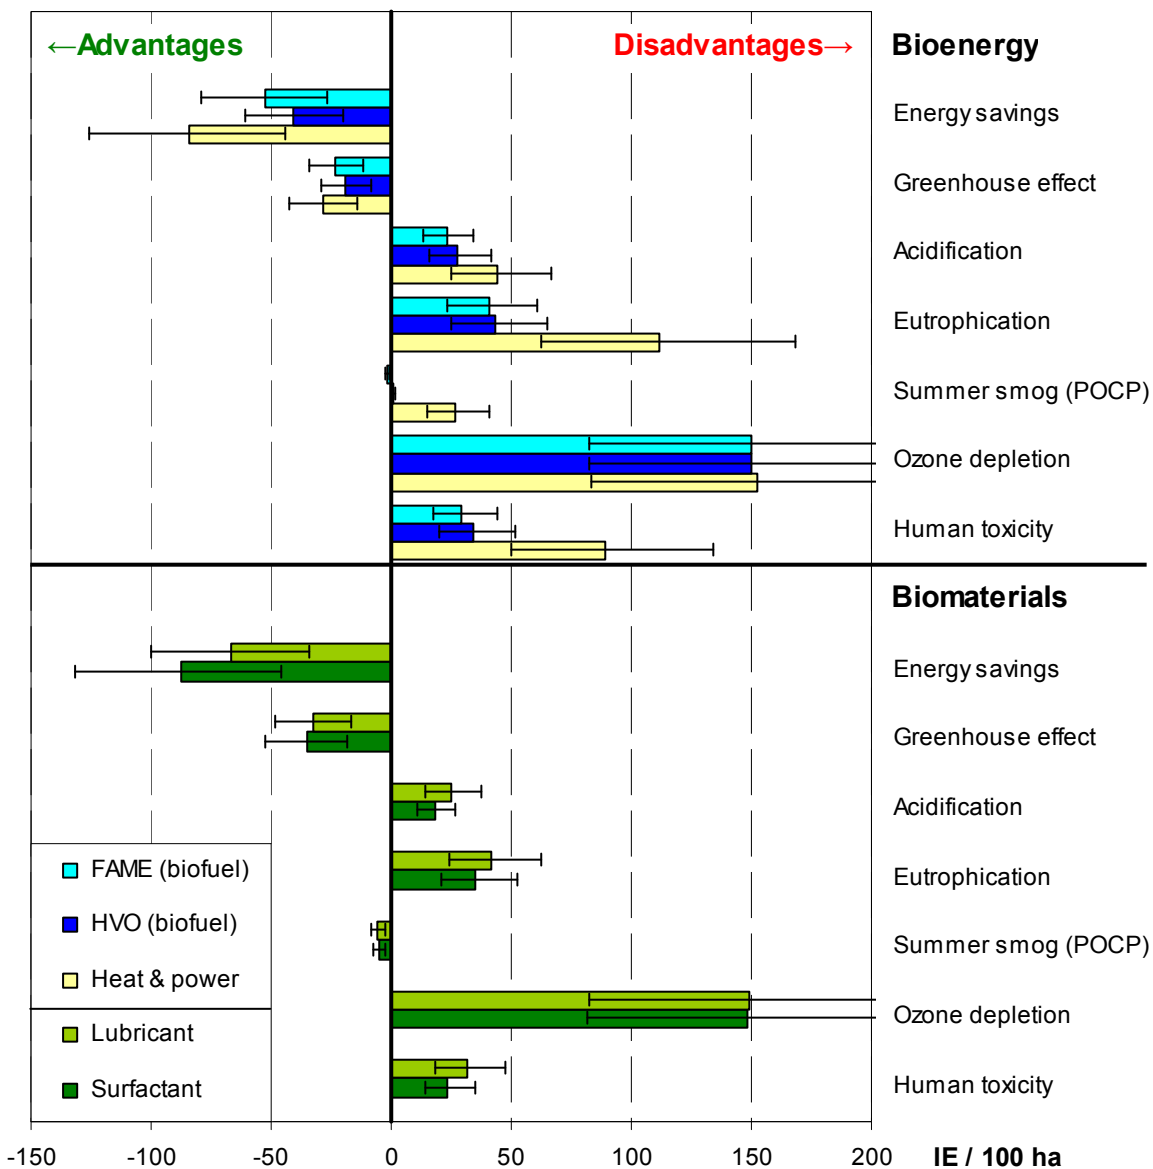 ←Advantages
Disadvantages→
Bioenergy
Energy savings
Greenhouse effect
Acidification
Eutrophication
Summer smog (POCP)
Ozone depletion
Human toxicity
Biomaterials
Energy savings
Greenhouse effect
Acidification
Eutrophication
Summer smog (POCP)
Ozone depletion
Human toxicity
FAME (biofuel)
HVO (biofuel)
Heat & power
Lubricant
Surfactant
-150 -100 -50 0 50 100 150 200 IE / 100 ha